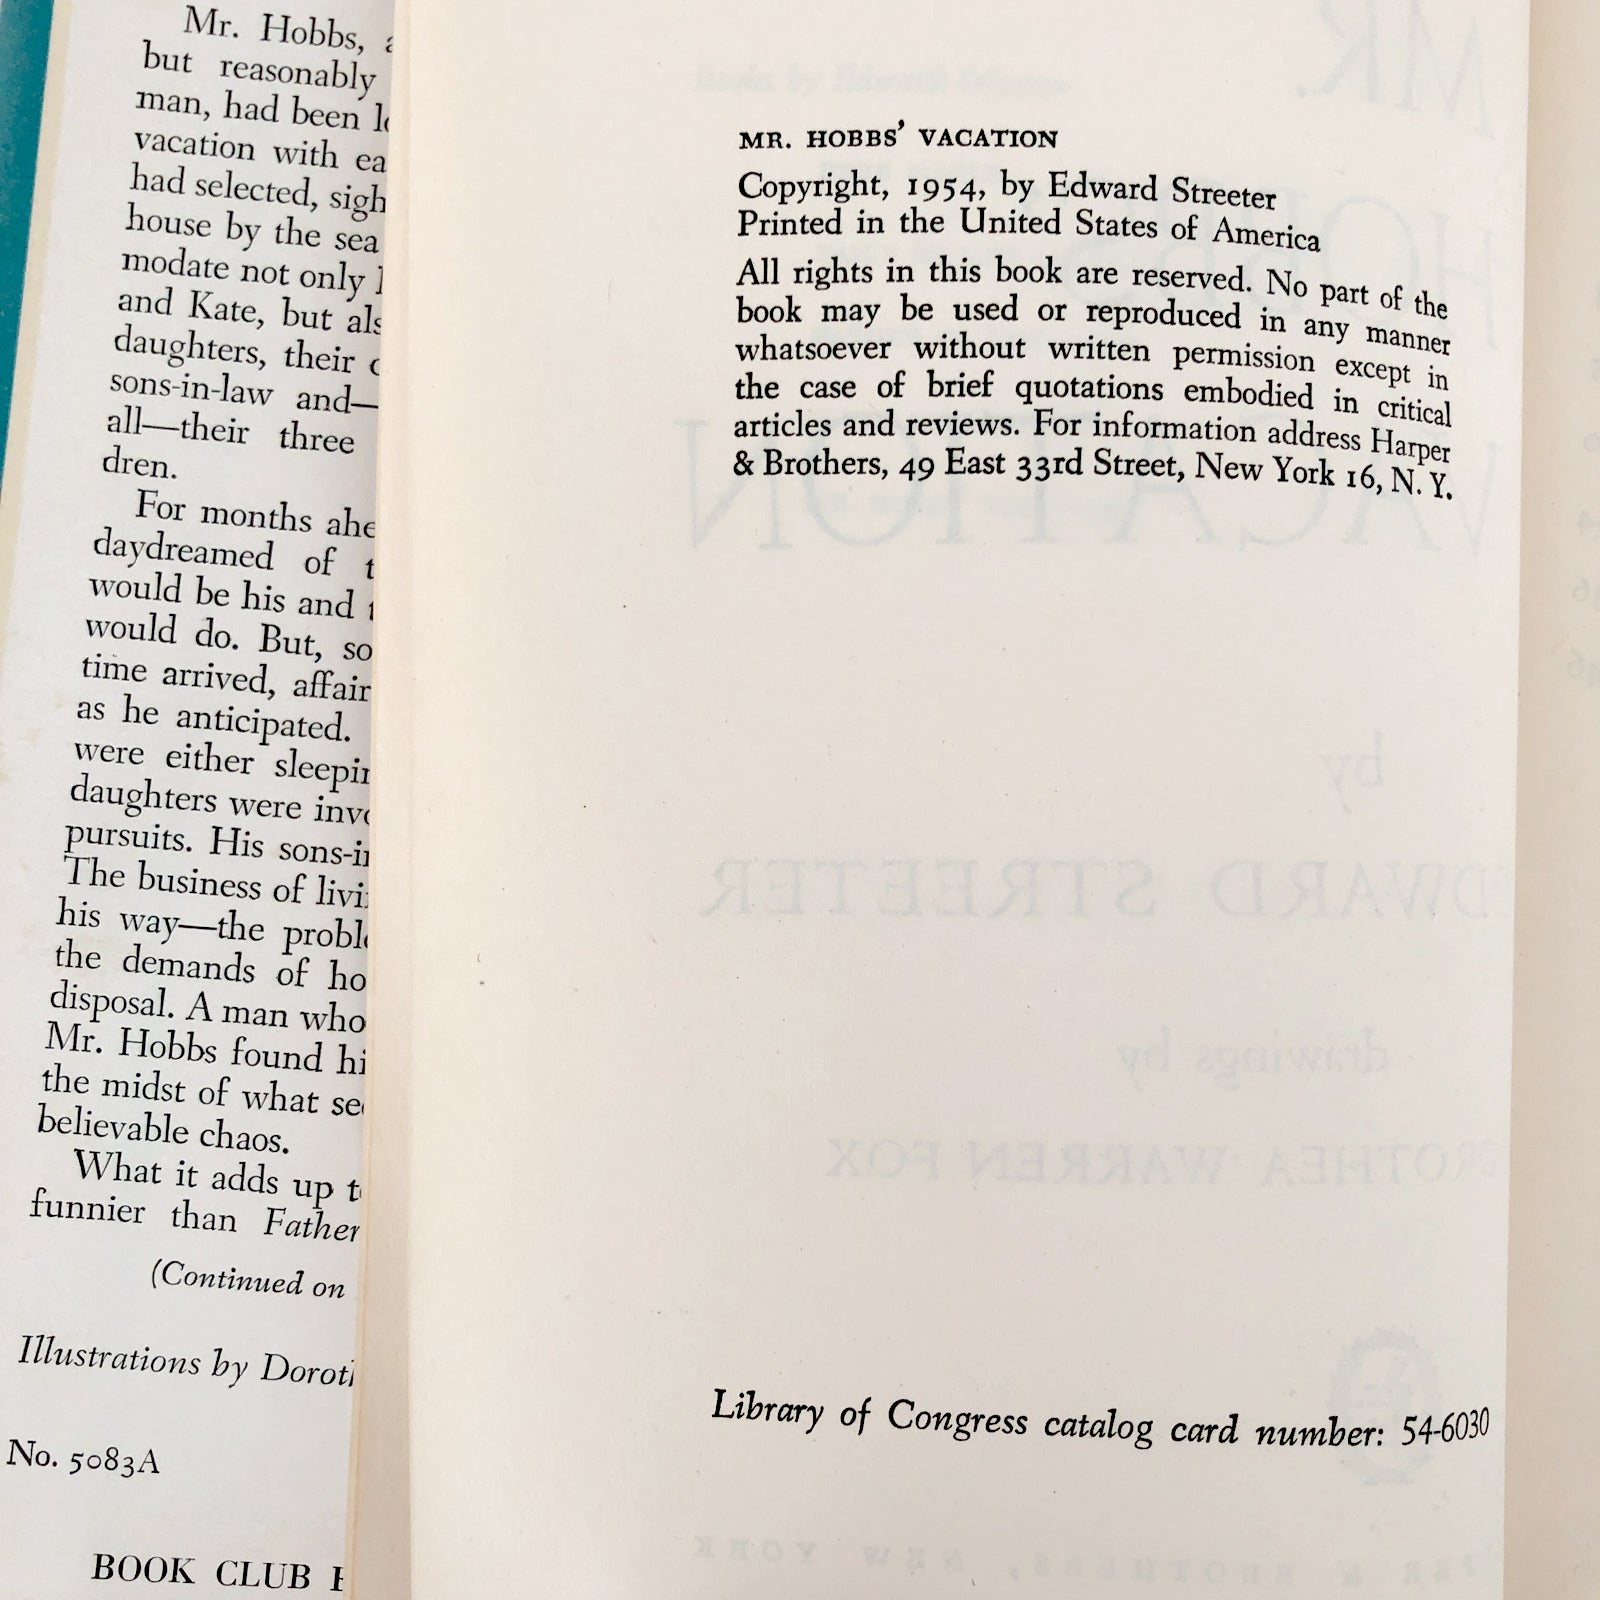 Mr. Hobbs,
but reasonably
man, had been
vacation with
had selected,
house by the sea
modate not only
and Kate, but
daughters, their
sons-in-law and—
all—their three
dren.
For months
daydreamed of
would be his and
would do. But, so
time arrived,
as he anticipated.
were either
daughters were
pursuits. His
The business of
his way—the
the demands of
disposal. A man who
Mr. Hobbs found
the midst of what
believable chaos.
What it adds up
funnier than Father
(Continued on
Illustrations by
No. 5083A
BOOK CLUB
MR. HOBBS' VACATION
Copyright, 1954, by Edward Streeter
Printed in the United States of America
All rights in this book are reserved. No part of the
book may be used or reproduced in any manner
whatsoever without written permission except in
the case of brief quotations embodied in critical
articles and reviews. For information address Harper
& Brothers, 49 East 33rd Street, New York 16, N. Y.
Library of Congress catalog card number: 54-6030